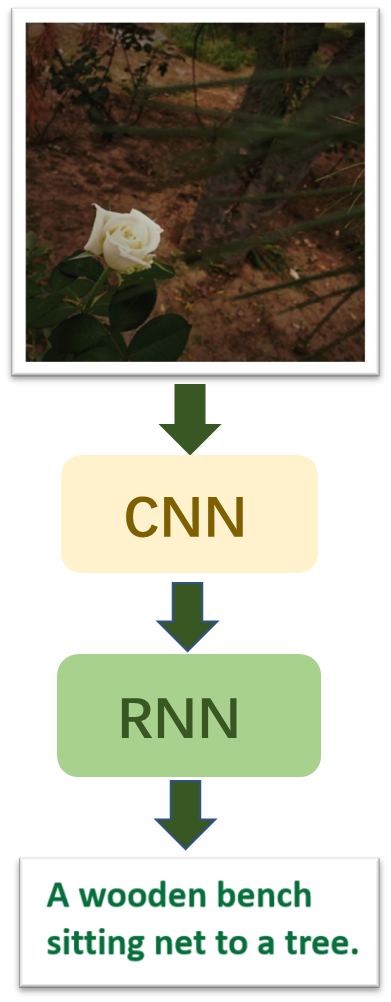 CNN
RNN
A wooden bench
sitting net to a tree.